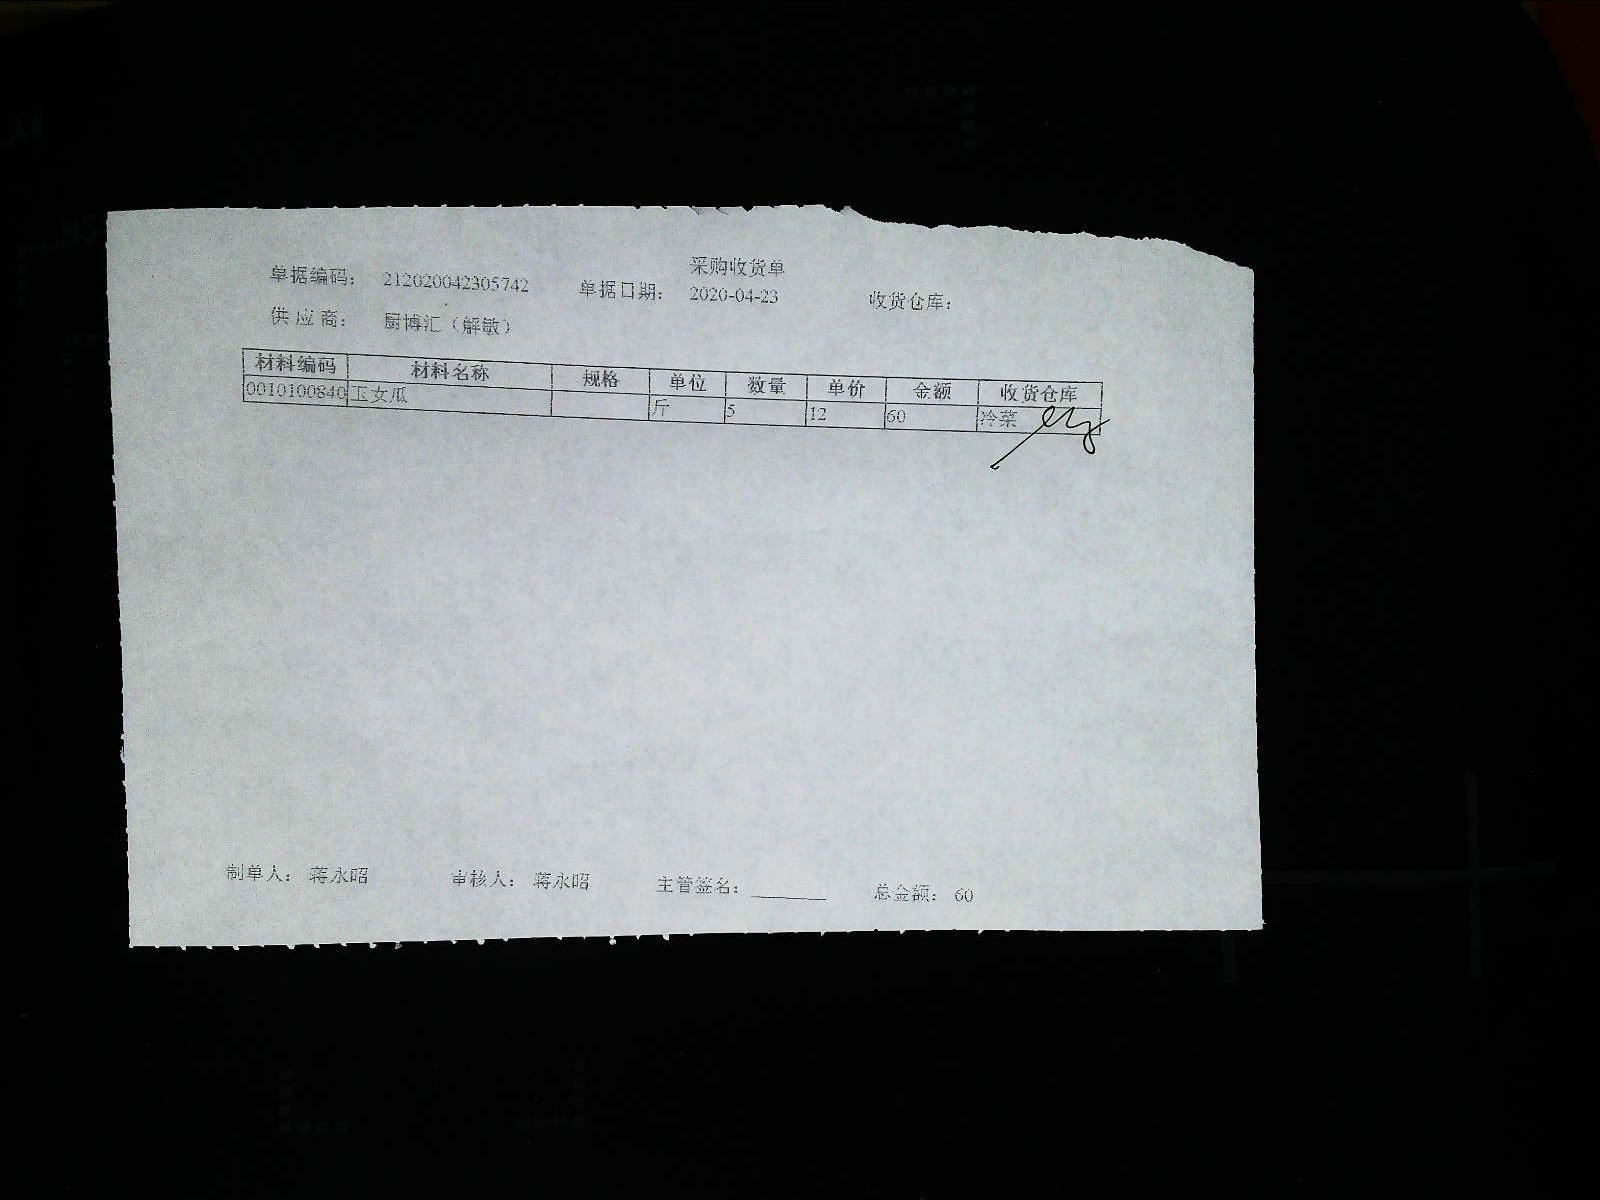 采购收货单
单据编码： 212020042305742 单据日期： 2020-04-23 收货仓库：
供应商： 厨博汇（解敏）
材料编码 材料名称 规格 单位 数量 单价 金额 收货仓库
0010100840 玉女瓜 斤 5 12 60 冷菜
制单人： 蒋永昭 审核人： 蒋永昭 主管签名： 总金额： 60